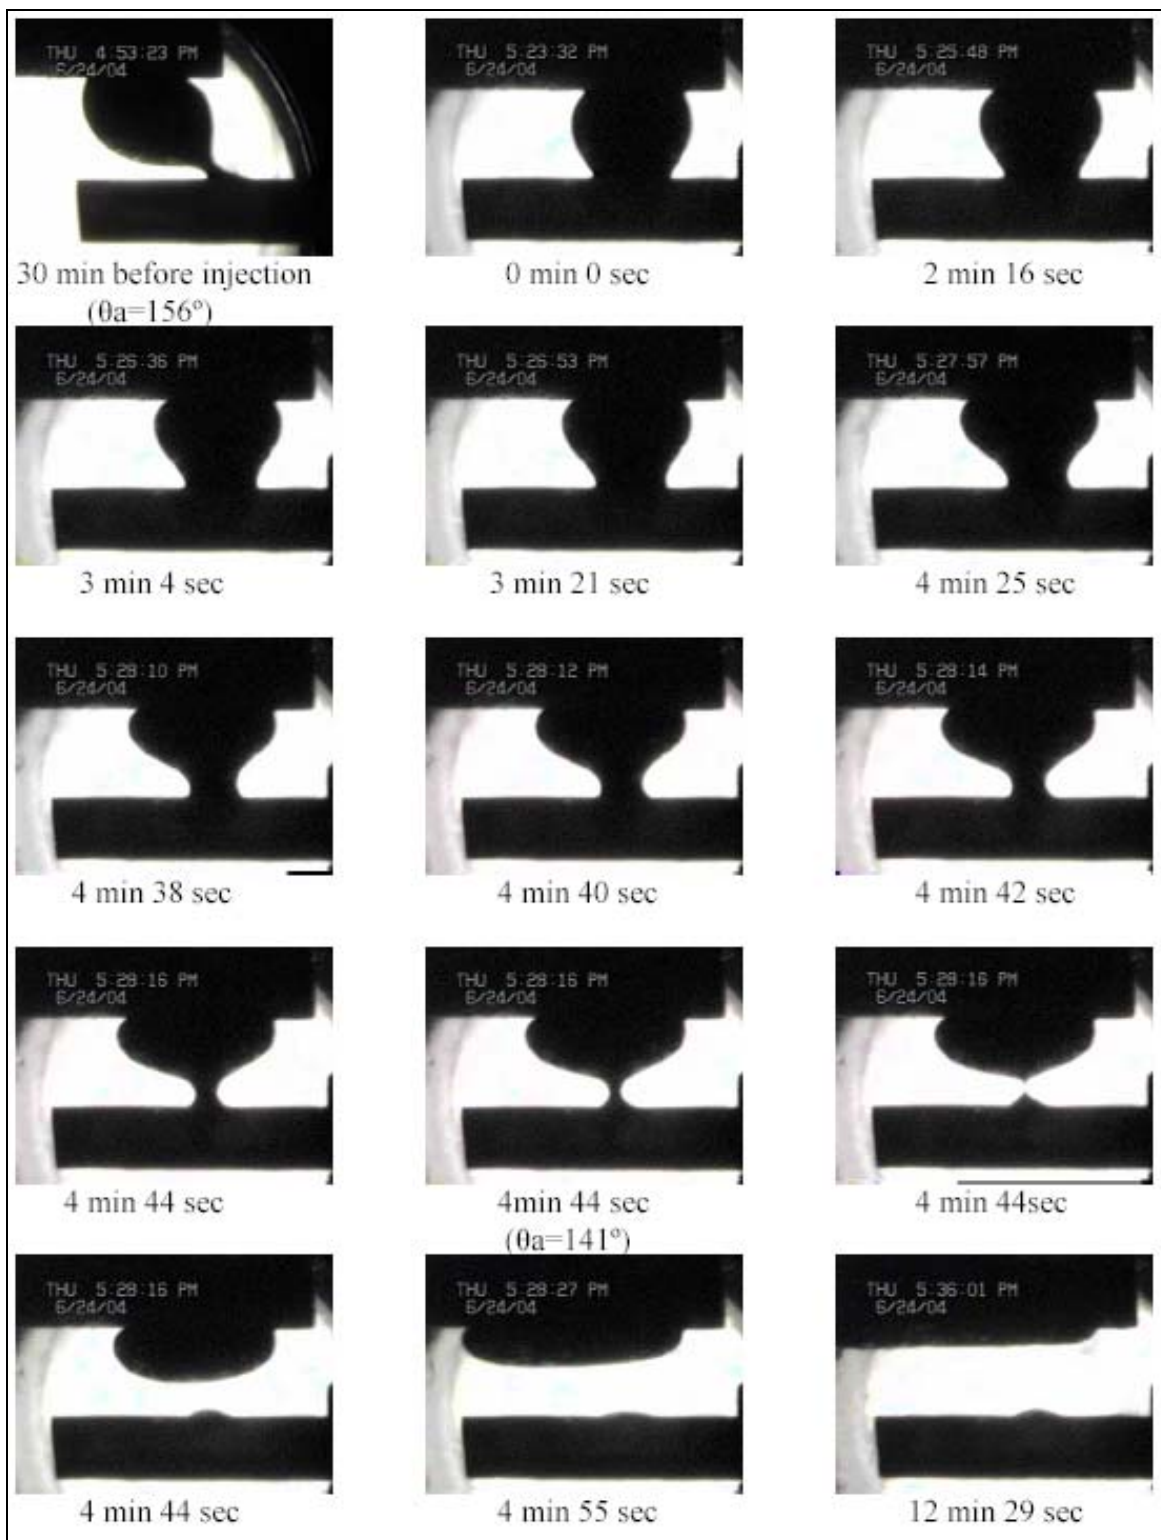 THU 4:53:23 PM
6/24/04
30 min before injection
(θa=156°)
THU 5:23:32 PM
6/24/04
0 min 0 sec
THU 5:25:48 PM
6/24/04
2 min 16 sec
THU 5:26:36 PM
6/24/04
3 min 4 sec
THU 5:26:53 PM
6/24/04
3 min 21 sec
THU 5:27:57 PM
6/24/04
4 min 25 sec
THU 5:28:10 PM
6/24/04
4 min 38 sec
THU 5:28:12 PM
6/24/04
4 min 40 sec
THU 5:28:14 PM
6/24/04
4 min 42 sec
THU 5:28:16 PM
6/24/04
4 min 44 sec
THU 5:28:16 PM
6/24/04
4min 44 sec
(θa=141°)
THU 5:28:16 PM
6/24/04
4 min 44sec
THU 5:28:16 PM
6/24/04
4 min 44 sec
THU 5:28:27 PM
6/24/04
4 min 55 sec
THU 5:36:01 PM
6/24/04
12 min 29 sec